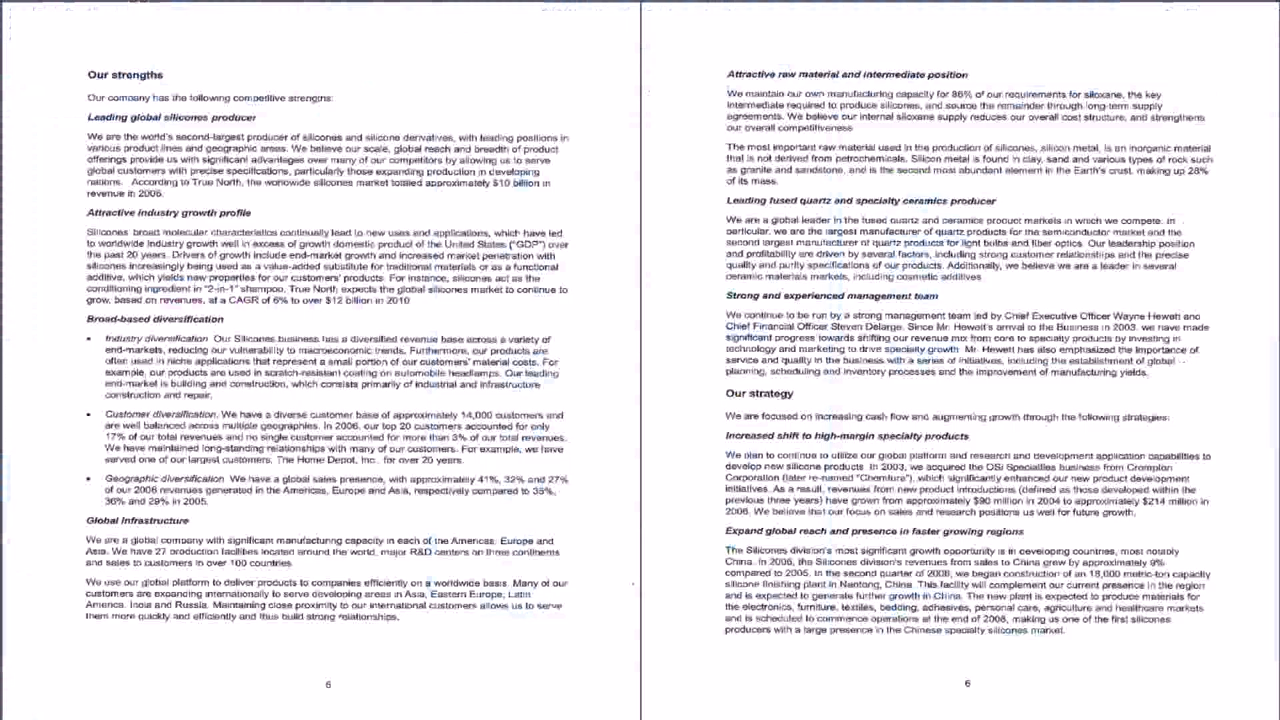 Our strengths
Our company has the following competitive strengths:
Leading global silicones producer
We are the world's second-largest producer of silicones and silicone derivatives, with leading positions in
various product lines and geographic areas. We believe our scale, global reach and breadth of product
offerings provide us with significant advantages over many of our competitors by allowing us to serve
global customers with precise specifications, particularly those expanding production in developing
nations. According to True North, the worldwide silicones market totaled approximately $10 billion in
revenue in 2006.
Attractive industry growth profile
Silicones' broad molecular characteristics continually lead to new uses and applications, which have led
to worldwide industry growth well in excess of growth domestic product of the United States ("GDP") over
the past 20 years. Drivers of growth include end-market growth and increased market penetration with
silicones increasingly being used as a value-added substitute for traditional materials or as a functional
additive, which yields new properties for our customers' products. For instance, silicones act as the
conditioning ingredient in "2-in-1" shampoo. True North expects the global silicones market to continue to
grow, based on revenues, at a CAGR of 6% to over $12 billion in 2010
Broad-based diversification
• Industry diversification Our Silicones business has a diversified revenue base across a variety of
end-markets, reducing our vulnerability to macroeconomic trends. Furthermore, our products are
often used in niche applications that represent a small portion of our customers' material costs. For
example, our products are used in scratch-resistant coating on automobile headlamps. Our leading
end-market is building and construction, which consists primarily of industrial and infrastructure
construction and repair.
• Customer diversification. We have a diverse customer base of approximately 14,000 customers and
are well balanced across multiple geographies. In 2006, our top 20 customers accounted for only
17% of our total revenues and no single customer accounted for more than 3% of our total revenues.
We have maintained long-standing relationships with many of our customers. For example, we have
served one of our largest customers, The Home Depot, Inc., for over 20 years.
• Geographic diversification We have a global sales presence, with approximately 41%, 32% and 27%
of our 2006 revenues generated in the Americas, Europe and Asia, respectively compared to 35%,
36% and 29% in 2005.
Global Infrastructure
We are a global company with significant manufacturing capacity in each of the Americas, Europe and
Asia. We have 27 production facilities located around the world, major R&D centers on three continents
and sales to customers in over 100 countries
We use our global platform to deliver products to companies efficiently on a worldwide basis. Many of our
customers are expanding internationally to serve developing areas in Asia, Eastern Europe, Latin
America, India and Russia. Maintaining close proximity to our international customers allows us to serve
them more quickly and efficiently and thus build strong relationships.
6
Attractive raw material and intermediate position
We maintain our own manufacturing capacity for 86% of our requirements for siloxane, the key
intermediate required to produce silicones, and source the remainder through long-term supply
agreements. We believe our internal siloxane supply reduces our overall cost structure, and strengthens
our overall competitiveness
The most important raw material used in the production of silicones, silicon metal, is an inorganic material
that is not derived from petrochemicals. Silicon metal is found in clay, sand and various types of rock such
as granite and sandstone, and is the second most abundant element in the Earth's crust, making up 28%
of its mass.
Leading fused quartz and specialty ceramics producer
We are a global leader in the fused quartz and ceramic product markets in which we compete. In
particular, we are the largest manufacturer of quartz products for the semiconductor market and the
second largest manufacturer of quartz products for light bulbs and fiber optics. Our leadership position
and profitability are driven by several factors, including strong customer relationships and the precise
quality and purity specifications of our products. Additionally, we believe we are a leader in several
ceramic materials markets, including cosmetic additives
Strong and experienced management team
We continue to be run by a strong management team led by Chief Executive Officer Wayne Hewett and
Chief Financial Officer Steven Delarge. Since Mr. Hewett's arrival to the Business in 2003, we have made
significant progress towards shifting our revenue mix from core to specialty products by investing in
technology and marketing to drive specialty growth. Mr. Hewett has also emphasized the importance of
service and quality in the business with a series of initiatives, including the establishment of global
planning, scheduling and inventory processes and the improvement of manufacturing yields.
Our strategy
We are focused on increasing cash flow and augmenting growth through the following strategies:
Increased shift to high-margin specialty products
We plan to continue to utilize our global platform and research and development application capabilities to
develop new silicone products In 2003, we acquired the OSi Specialties business from Crompton
Corporation (later re-named "Chemtura"), which significantly enhanced our new product development
initiatives. As a result, revenues from new product introductions (defined as those developed within the
previous three years) have grown from approximately $90 million in 2004 to approximately $214 million in
2006. We believe that our focus on sales and research positions us well for future growth.
Expand global reach and presence in faster growing regions
The Silicones division's most significant growth opportunity is in developing countries, most notably
China. In 2006, the Silicones division's revenues from sales to China grew by approximately 9%
compared to 2005. In the second quarter of 2006, we began construction of an 18,000 metric-ton capacity
silicone finishing plant in Nantong, China. This facility will complement our current presence in the region
and is expected to generate further growth in China. The new plant is expected to produce materials for
the electronics, furniture, textiles, bedding, adhesives, personal care, agriculture and healthcare markets
and is scheduled to commence operations at the end of 2006, making us one of the first silicones
producers with a large presence in the Chinese specialty silicones market.
6